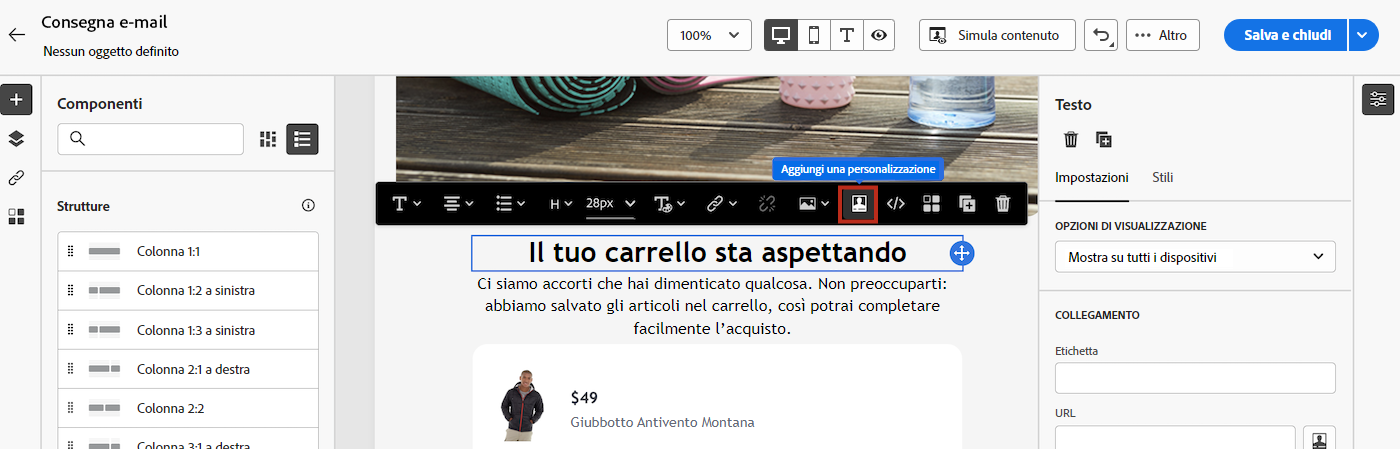 Consegna e-mail
Nessun oggetto definito
100%
Simula contenuto
Altro
Salva e chiudi
Componenti
Strutture
Colonna 1:1
Colonna 1:2 a sinistra
Colonna 1:3 a sinistra
Colonna 2:1 a destra
Colonna 2:2
Colonna 3:1 a destra
Aggiungi una personalizzazione
H
28px
Il tuo carrello sta aspettando
Ci siamo accorti che hai dimenticato qualcosa. Non preoccuparti:
abbiamo salvato gli articoli nel carrello, così potrai completare
facilmente l’acquisto.
$49
Giubbotto Antivento Montana
Testo
Impostazioni
Stili
OPZIONI DI VISUALIZZAZIONE
Mostra su tutti i dispositivi
COLLEGAMENTO
Etichetta
URL